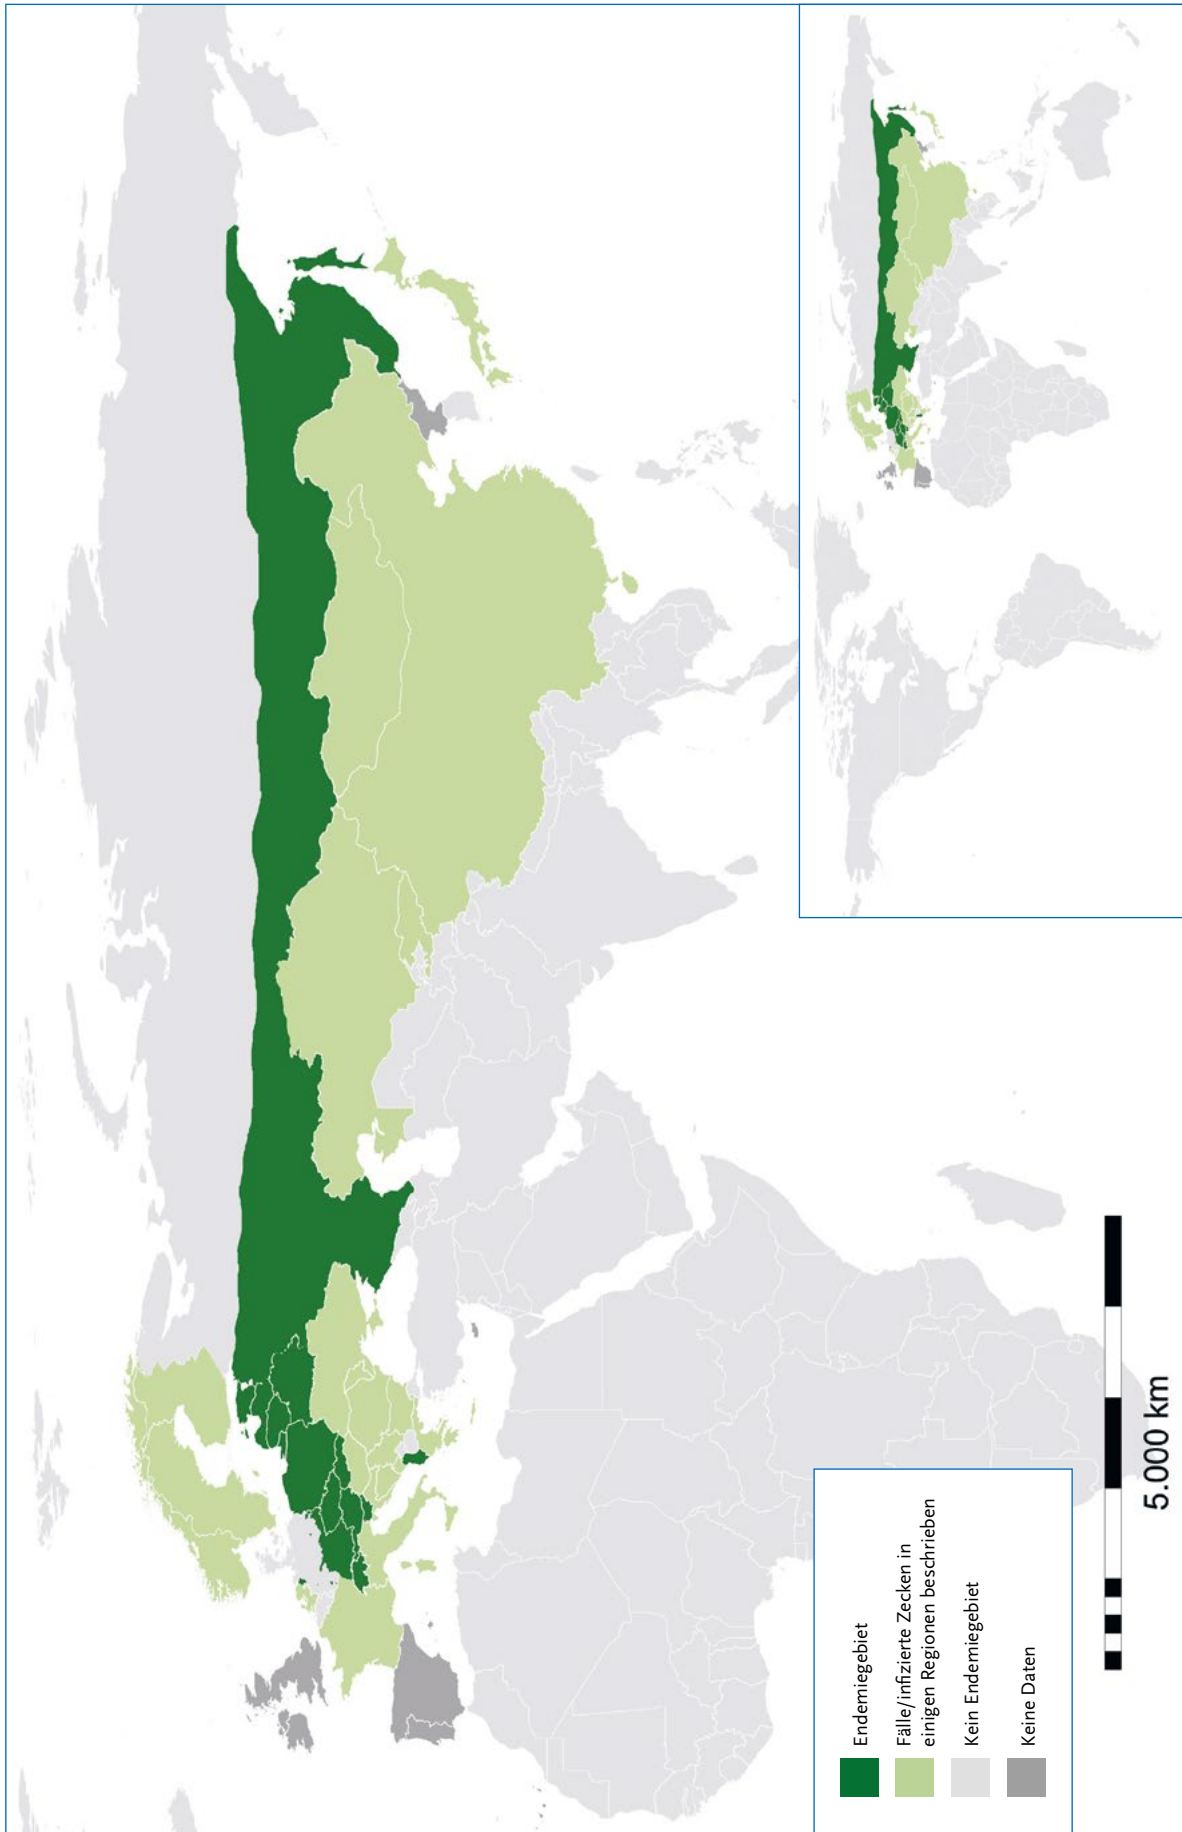 Endemiegebiet
Fälle/infizierte Zecken in
einigen Regionen beschrieben
Kein Endemiegebiet
Keine Daten
5.000 km